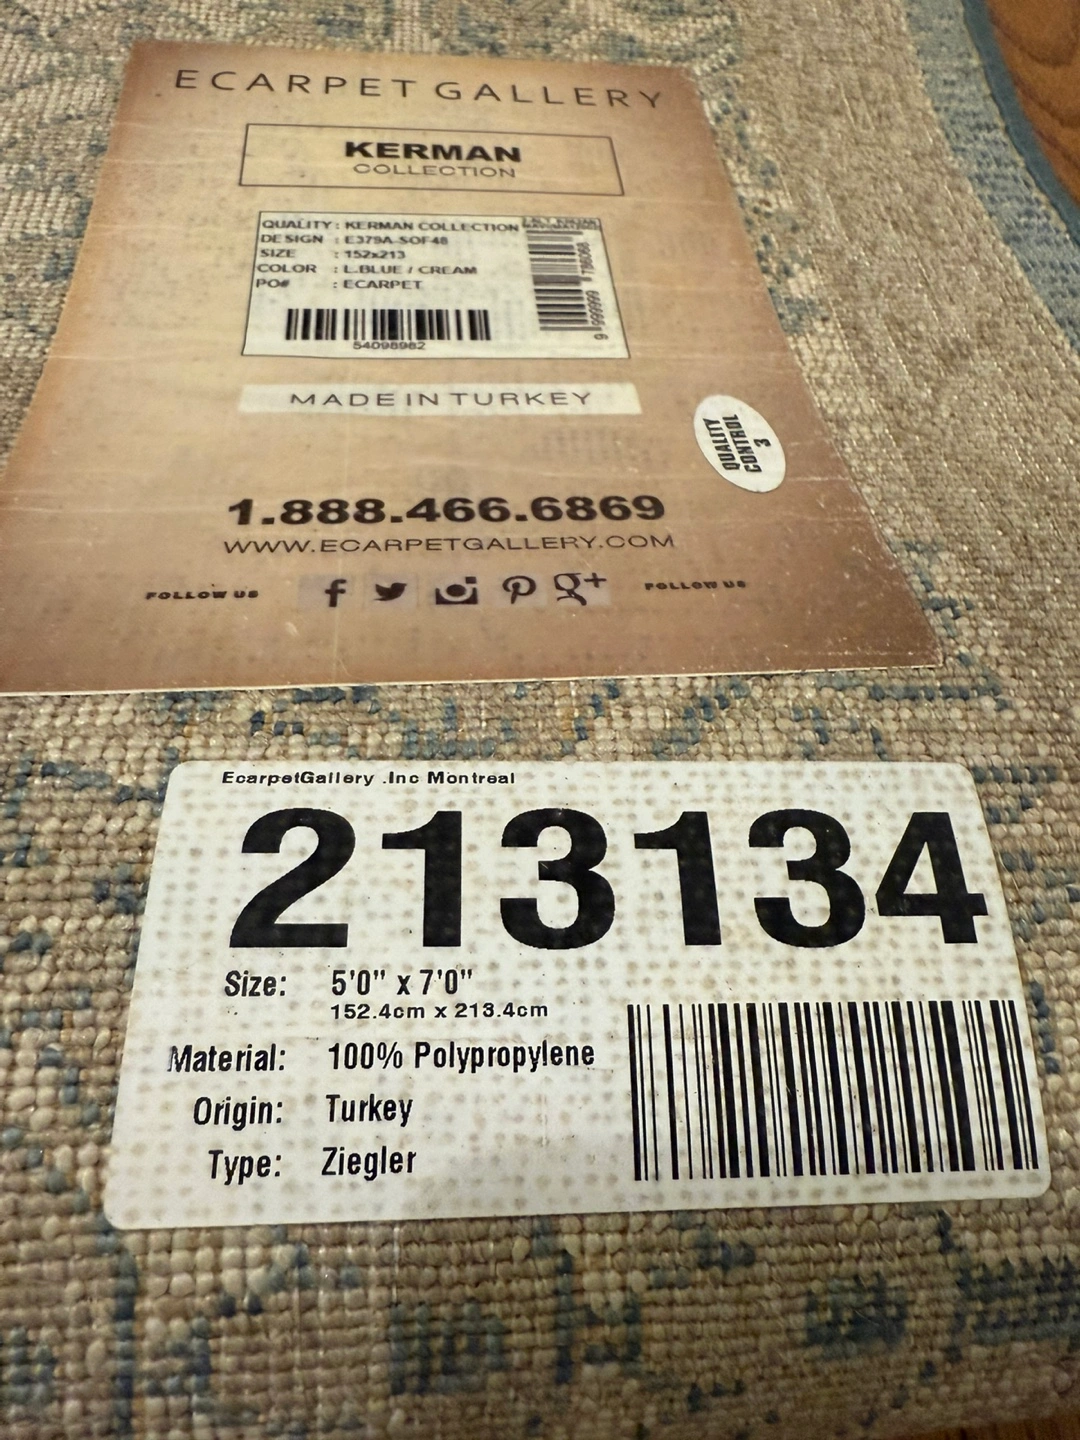 ECARPET GALLERY
KERMAN
COLLECTION
QUALITY : KERMAN COLLECTION
DESIGN : E379A-SOF48
SIZE : 152x213
COLOR : L.BLUE / CREAM
PO# : ECARPET
54098982
MADE IN TURKEY
QUALITY
CONTROL
3
1.888.466.6869
WWW.ECARPETGALLERY.COM
FOLLOW US
FOLLOW US
EcarpetGallery .Inc Montreal
213134
Size: 5'0" x 7'0"
152.4cm x 213.4cm
Material: 100% Polypropylene
Origin: Turkey
Type: Ziegler